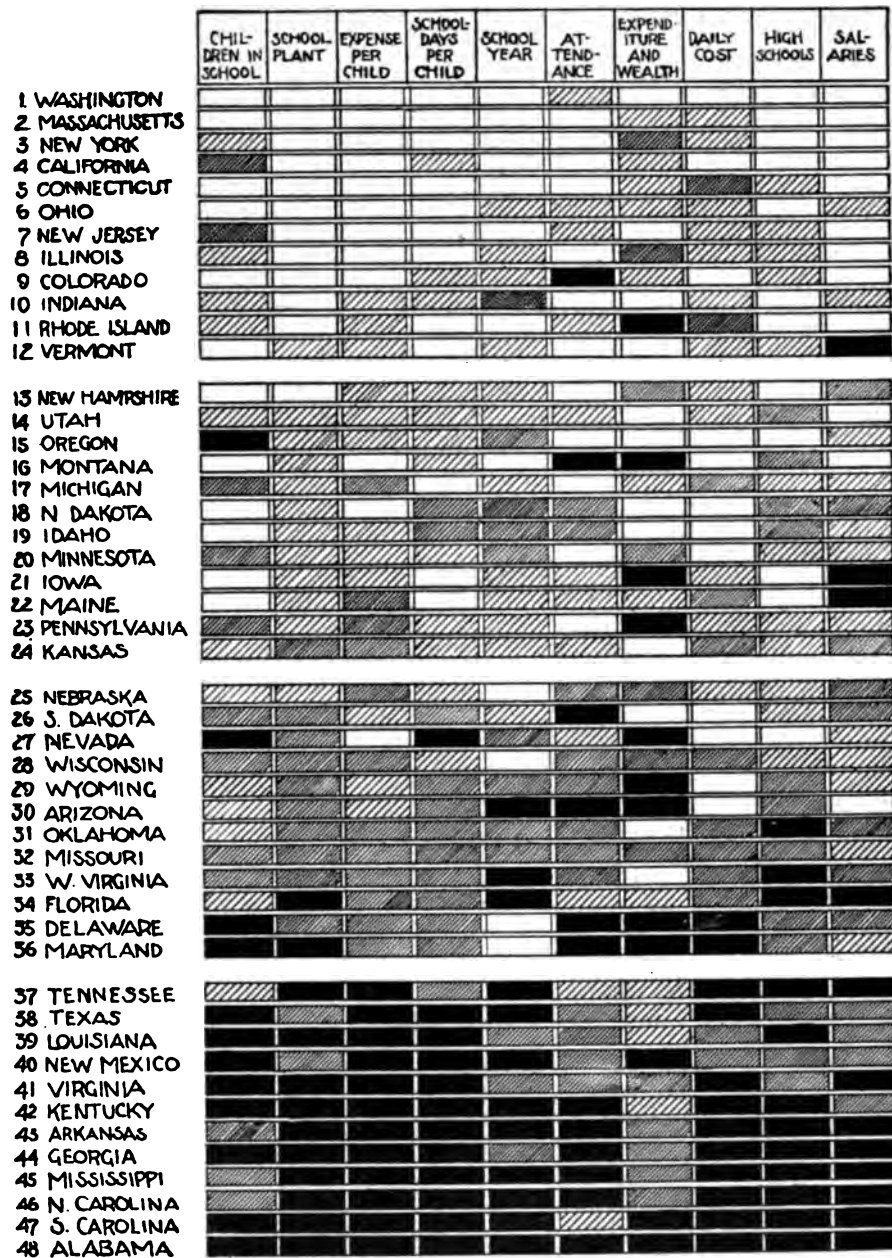 CHIL-
DREN IN
SCHOOL
SCHOOL
PLANT
EXPENSE
PER
CHILD
SCHOOL-
DAYS
PER
CHILD
SCHOOL
YEAR
AT-
TEND-
ANCE
EXPEND-
ITURE
AND
WEALTH
DAILY
COST
HIGH
SCHOOLS
SAL-
ARIES
1 WASHINGTON
2 MASSACHUSETTS
3 NEW YORK
4 CALIFORNIA
5 CONNECTICUT
6 OHIO
7 NEW JERSEY
8 ILLINOIS
9 COLORADO
10 INDIANA
11 RHODE ISLAND
12 VERMONT
13 NEW HAMPSHIRE
14 UTAH
15 OREGON
16 MONTANA
17 MICHIGAN
18 N DAKOTA
19 IDAHO
20 MINNESOTA
21 IOWA
22 MAINE
23 PENNSYLVANIA
24 KANSAS
25 NEBRASKA
26 S. DAKOTA
27 NEVADA
28 WISCONSIN
29 WYOMING
30 ARIZONA
31 OKLAHOMA
32 MISSOURI
33 W. VIRGINIA
34 FLORIDA
35 DELAWARE
36 MARYLAND
37 TENNESSEE
38 TEXAS
39 LOUISIANA
40 NEW MEXICO
41 VIRGINIA
42 KENTUCKY
43 ARKANSAS
44 GEORGIA
45 MISSISSIPPI
46 N. CAROLINA
47 S. CAROLINA
48 ALABAMA